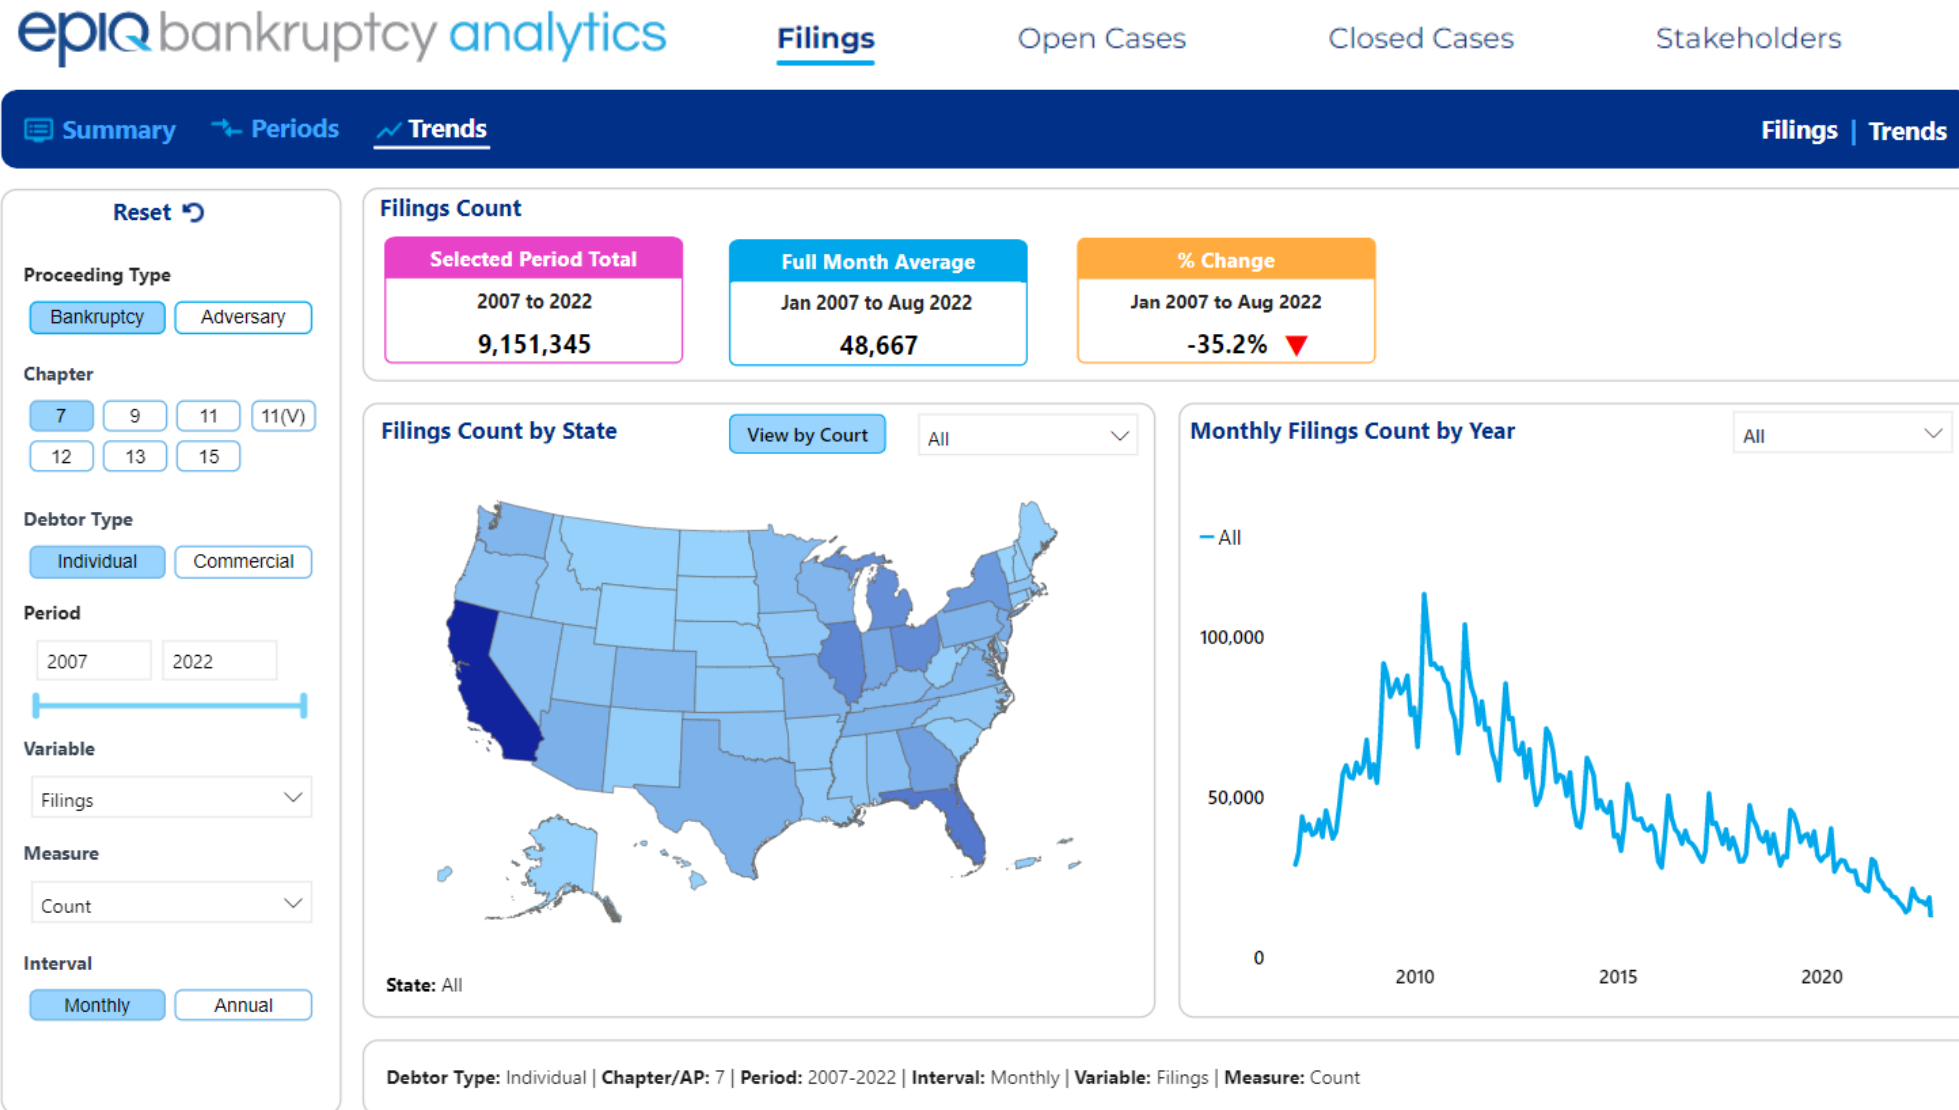 epiq bankruptcy analytics
Filings
Open Cases
Closed Cases
Stakeholders
Summary
Periods
Trends
Filings | Trends
Reset
Proceeding Type
Bankruptcy
Adversary
Chapter
7
9
11
11(V)
12
13
15
Debtor Type
Individual
Commercial
Period
2007
2022
Variable
Filings
Measure
Count
Interval
Monthly
Annual
Filings Count
Selected Period Total
2007 to 2022
9,151,345
Full Month Average
Jan 2007 to Aug 2022
48,667
% Change
Jan 2007 to Aug 2022
-35.2%
Filings Count by State
View by Court
All
State: All
Monthly Filings Count by Year
All
All
100,000
50,000
0
2010
2015
2020
Debtor Type: Individual | Chapter/AP: 7 | Period: 2007-2022 | Interval: Monthly | Variable: Filings | Measure: Count